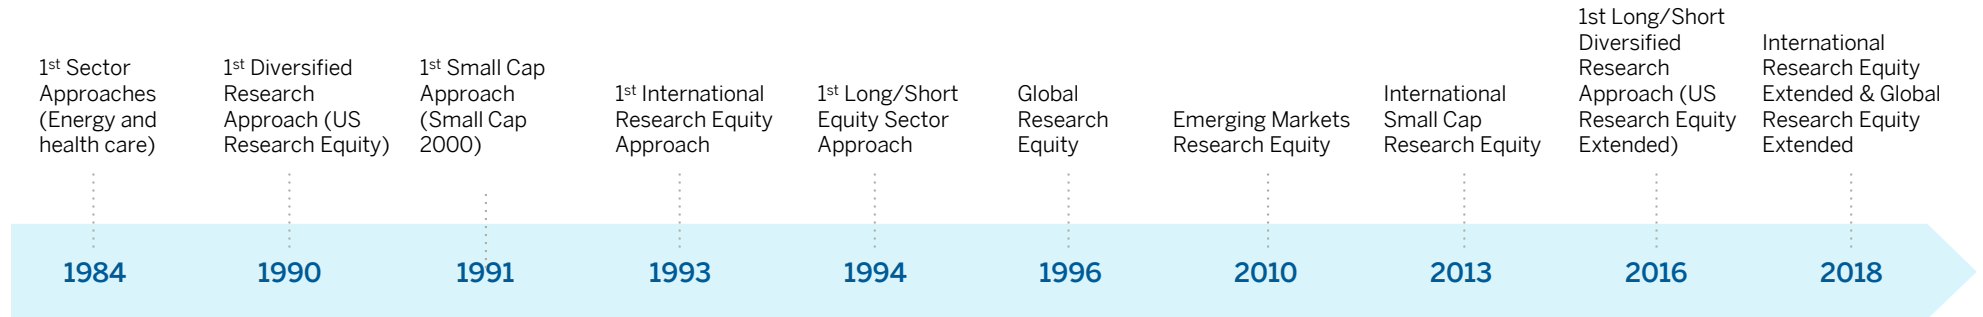 1st Sector
Approaches
(Energy and
health care)
1st Diversified
Research
Approach (US
Research Equity)
1st Small Cap
Approach
(Small Cap
2000)
1st International
Research Equity
Approach
1st Long/Short
Equity Sector
Approach
Global
Research
Equity
Emerging Markets
Research Equity
International
Small Cap
Research Equity
1st Long/Short
Diversified
Research
Approach (US
Research Equity
Extended)
International
Research Equity
Extended & Global
Research Equity
Extended
1984
1990
1991
1993
1994
1996
2010
2013
2016
2018